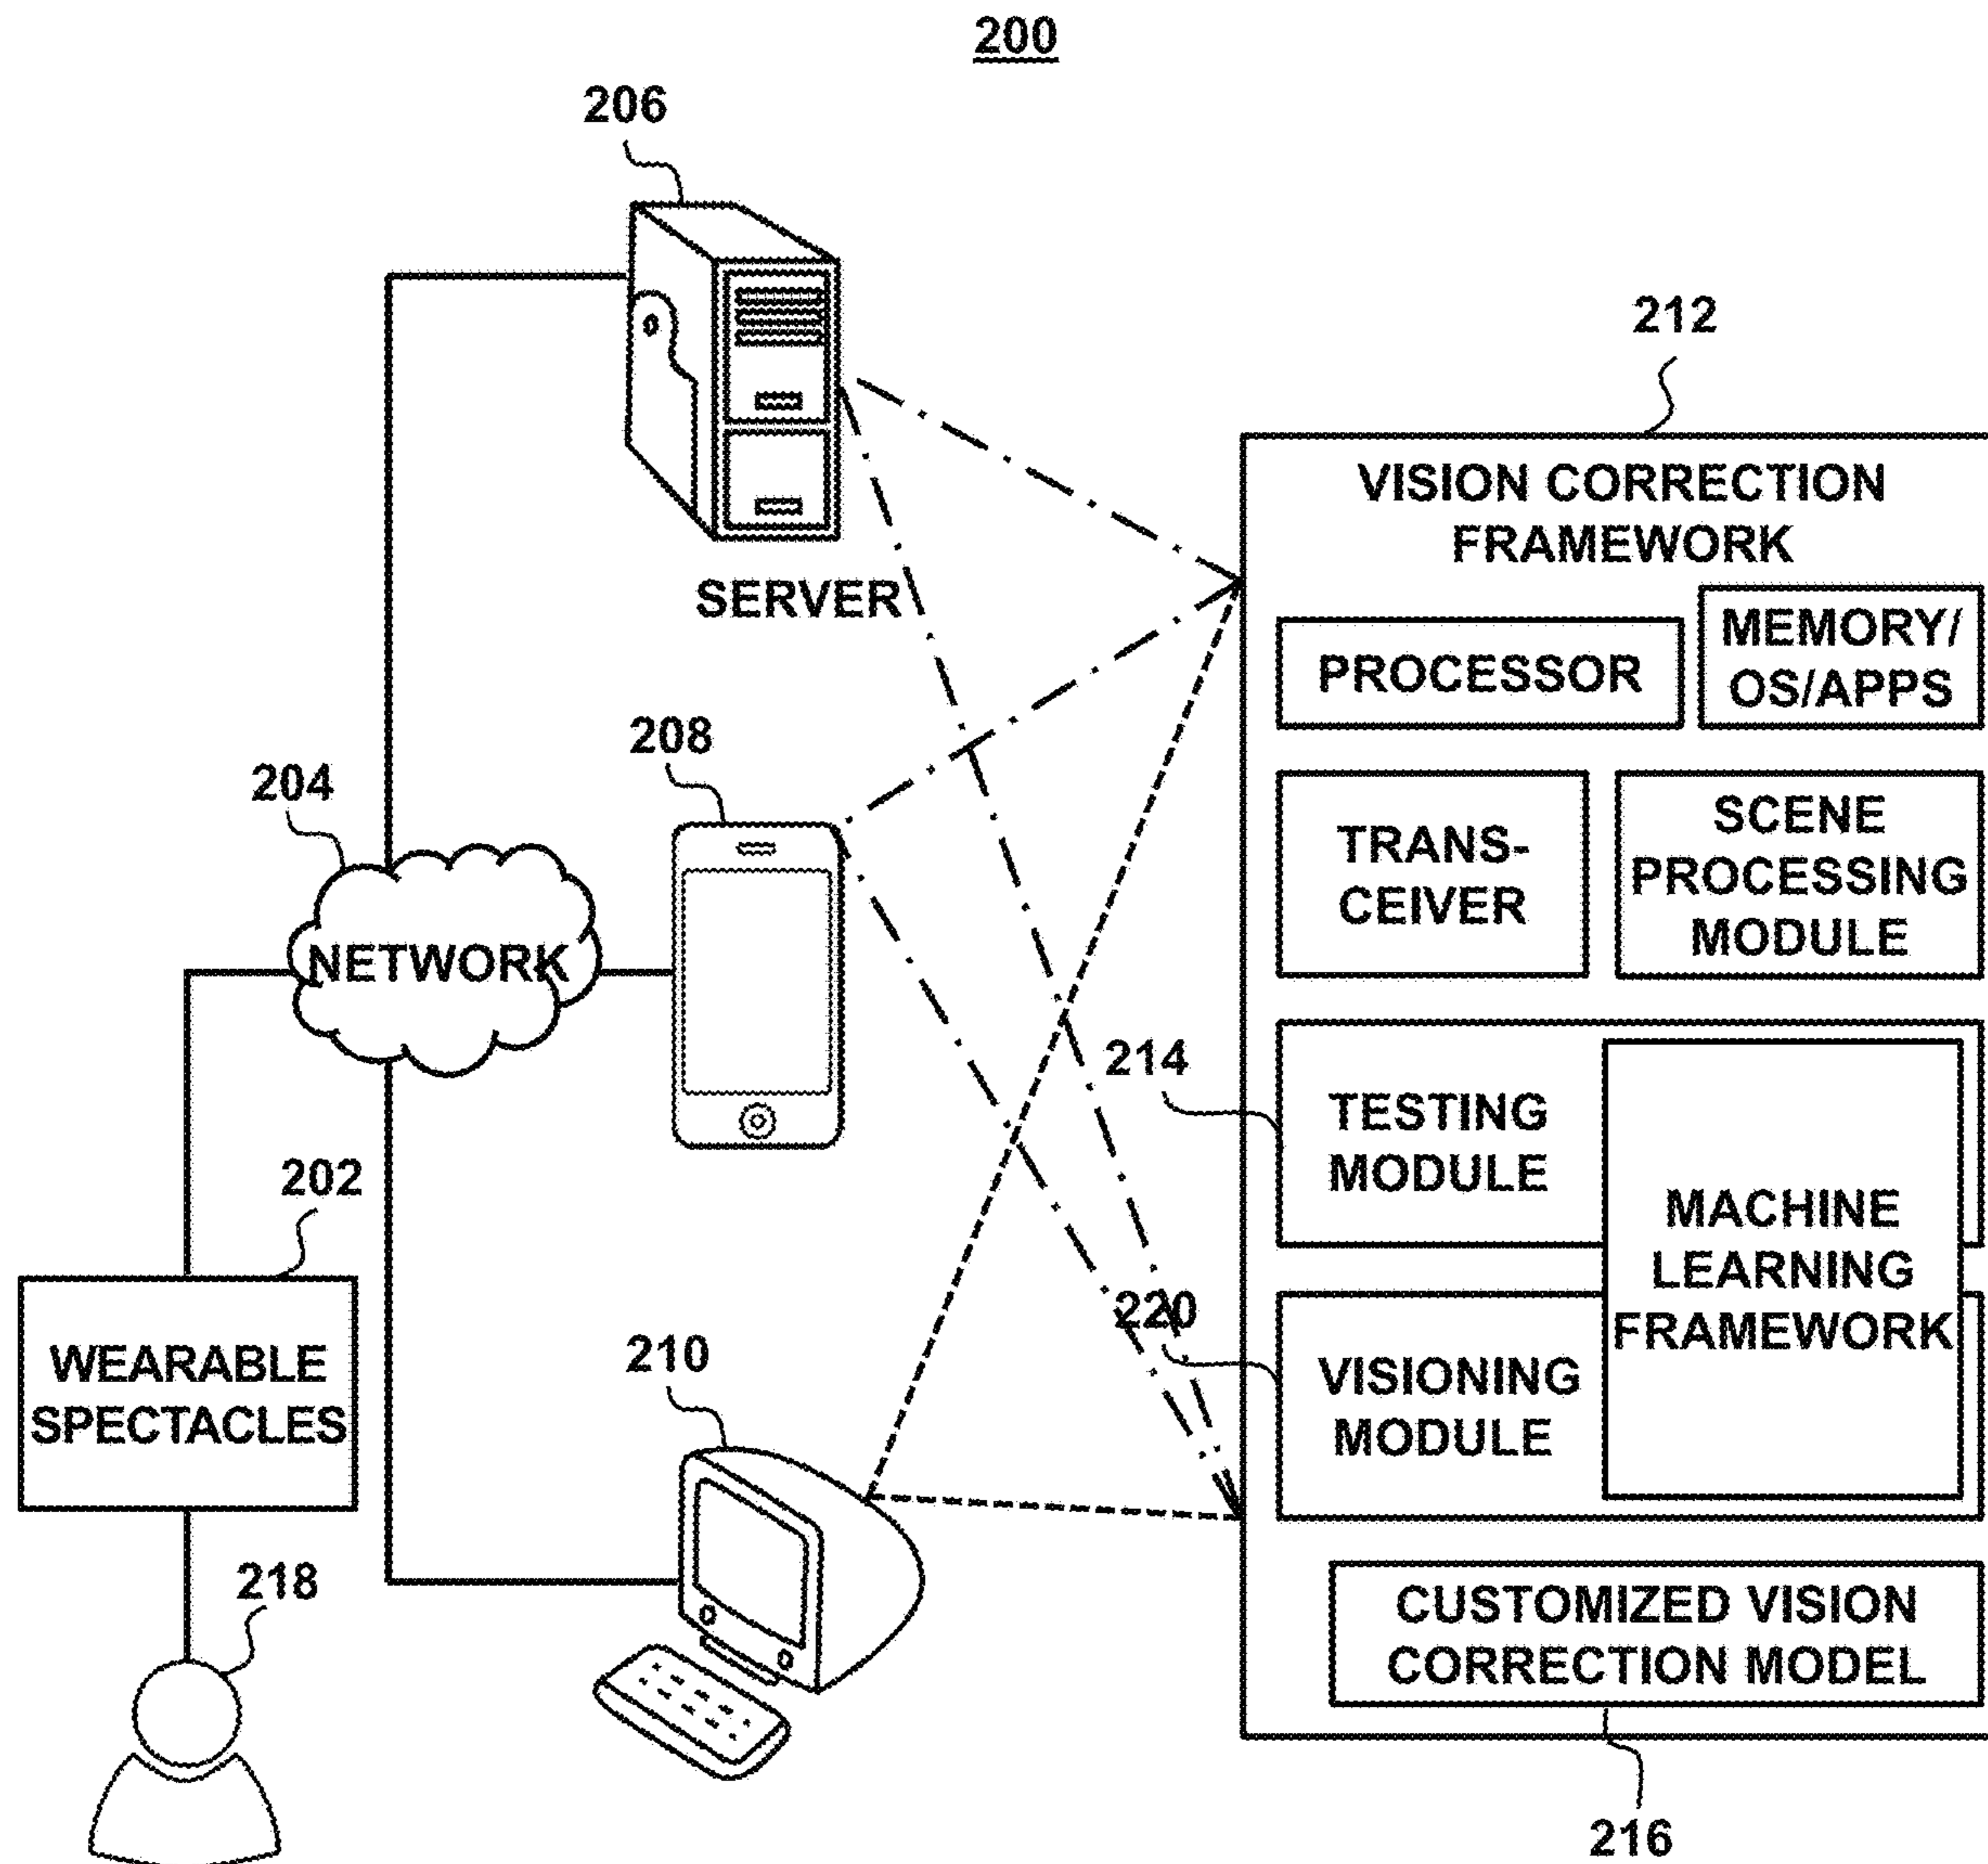 200
206
SERVER
212
VISION CORRECTION
FRAMEWORK
PROCESSOR
MEMORY/
OS/APPS
204
NETWORK
208
TRANS-
CEIVER
SCENE
PROCESSING
MODULE
214
TESTING
MODULE
MACHINE
LEARNING
FRAMEWORK
202
WEARABLE
SPECTACLES
210
220
VISIONING
MODULE
218
CUSTOMIZED VISION
CORRECTION MODEL
216